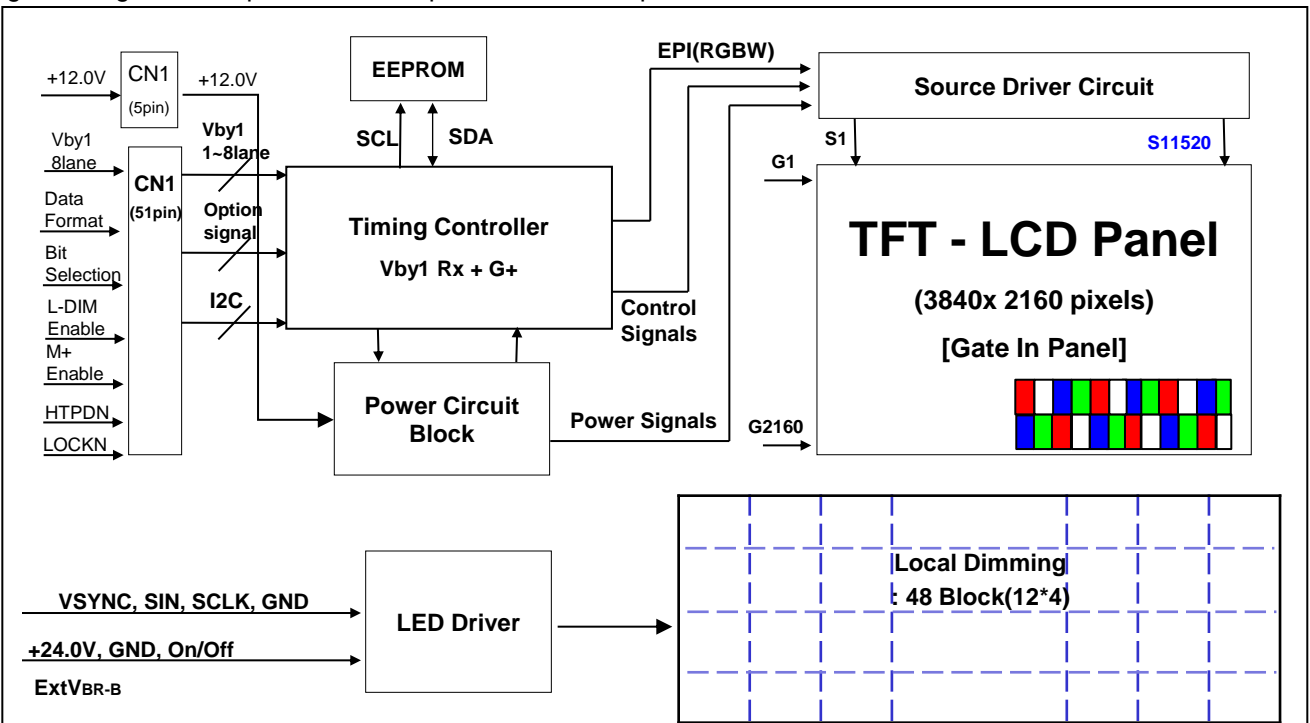 +12.0V
CN1
(5pin)
+12.0V
EEPROM
SCL
SDA
EPI(RGBW)
Source Driver Circuit
S1
S11520
G1
Vby1
8lane
Data
Format
Bit
Selection
L-DIM
Enable
M+
Enable
HTPDN
LOCKN
CN1
(51pin)
Vby1
1~8lane
Option
signal
I2C
Timing Controller
Vby1 Rx + G+
Control
Signals
Power Circuit
Block
Power Signals
G2160
TFT - LCD Panel
(3840x 2160 pixels)
[Gate In Panel]
VSYNC, SIN, SCLK, GND
+24.0V, GND, On/Off
ExtVBR-B
LED Driver
Local Dimming
: 48 Block(12*4)